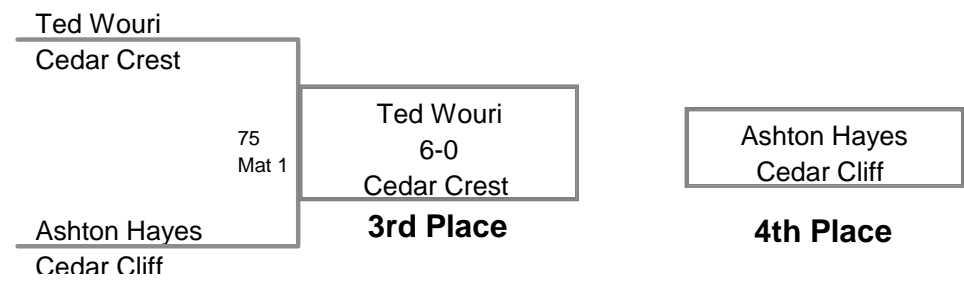 Ted Wouri
Cedar Crest
75
Mat 1
Ted Wouri
6-0
Cedar Crest
3rd Place
Ashton Hayes
Cedar Cliff
4th Place
Ashton Hayes
Cedar Cliff